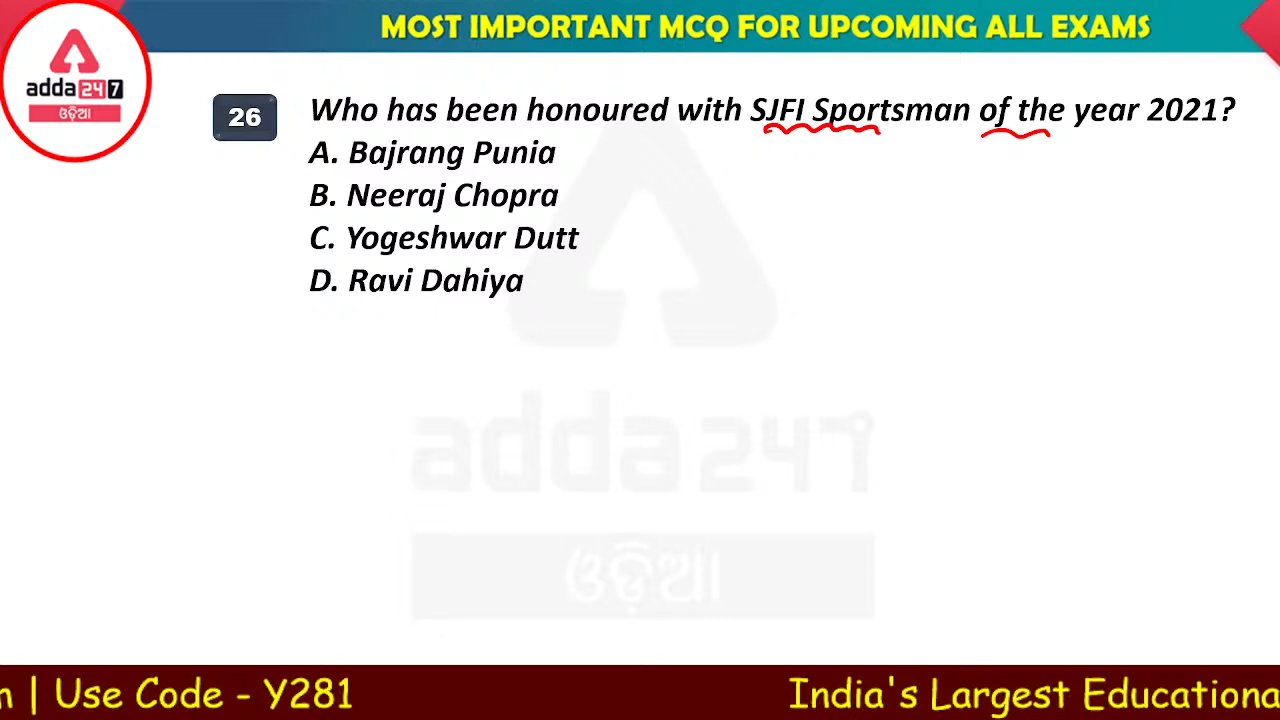 MOST IMPORTANT MCQ FOR UPCOMING ALL EXAMS
adda 24 7
ଓଡ଼ିଆ
26
Who has been honoured with SJFI Sportsman of the year 2021?
A. Bajrang Punia
B. Neeraj Chopra
C. Yogeshwar Dutt
D. Ravi Dahiya
adda 247
ଓଡ଼ିଆ
n | Use Code - Y281
India's Largest Educationa